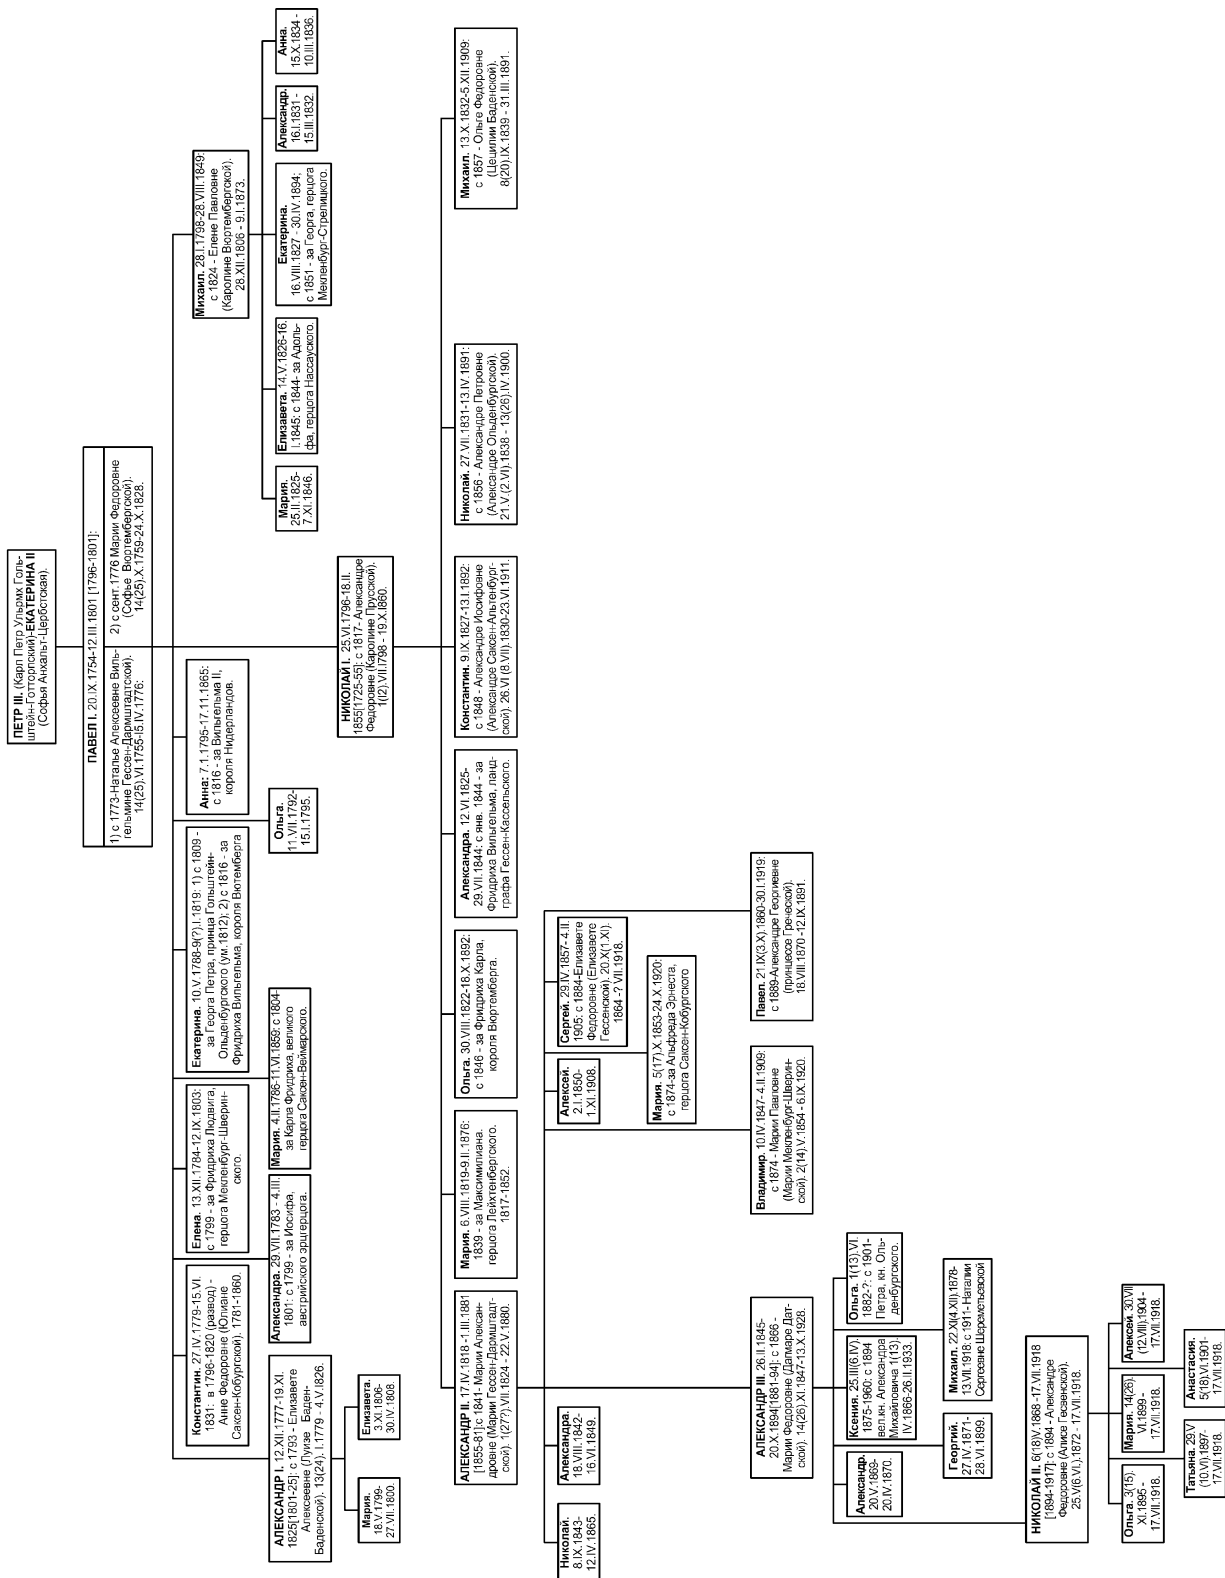 ПЕТР III. (Карл Петр Ульрмх Голь-
штейн-Готторпский)-ЕКАТЕРИНА II
(Софья Анхальт-Цербстская).
ПАВЕЛ I. 20.IX.1754-12.III.1801 [1796-1801]:
1) с 1773-Наталье Алексеевне Виль-
гельмине Гессен-Дармштадтской).
14(25).VI.1755-I5.IV.1776:
2) с сент.1776 Марии Федоровне
(Софье Вюртембергской).
14(25).X.1759-24.X.1828.
Константин. 27.IV.1779-15.VI.
1831: в 1796-1820 (развод) -
Анне Федоровне (Юлиане
Саксен-Кобургской). 1781-1860.
Елена. 13.XII.1784-12.IX.1803:
с 1799 - за Фридриха Людвига,
герцога Мекленбург-Шверин-
ского.
Екатерина. 10.V.1788-9(?).I.1819: 1) с 1809 -
за Георга Петра, принца Гольштейн-
Ольденбургского (ум.1812); 2) с 1816 - за
Фридриха Вильгельма, короля Вютемберга
Анна: 7.1.1795-17.11.1865:
с 1816 - за Вильгельма II,
короля Нидерландов.
Михаил. 28.I.1798-28.VIII.1849:
с 1824 - Елене Павловне
(Каролине Вюртембергской).
28.XII.1806 - 9.I.1873.
АЛЕКСАНДР I. 12.XII.1777-19.XI.
1825[1801-25]: с 1793 - Елизавете
Алексеевне (Луизе Баден-
Баденской). 13(24). I.1779 - 4.V.I826.
Александра. 29.VII.1783 - 4.III.
1801: с 1799 - за Иосифа,
австрийского эрцгерцога.
Мария. 4.II.1786-11.VI.1859: с 1804-
за Карла Фридриха, великого
герцога Саксен-Веймарского.
Ольга.
11.VII.1792-
15.I.1795.
Мария.
25.II.1825-
7.XI.1846.
Елизавета. 14.V.1826-16.
I.1845: с 1844- за Адоль-
фа, герцога Нассауского.
Екатерина.
16.VIII.1827 - 30.IV.1894;
с 1851 - за Георга, герцога
Мекленбург-Стрелицкого.
Александр.
16.I.1831 -
15.III.1832.
Анна.
15.X.1834 -
10.III.1836.
Мария.
18.V.1799-
27.VII.1800.
Елизавета.
3.XI.1806-
30.IV.1808.
НИКОЛАЙ I. 25.VI.1796-18.II.
1855[1725-55]: с 1817- Александре
Федоровне (Каролине Прусской).
1(I2).VII.I798 - 19.X.I860.
АЛЕКСАНДР II. 17.IV.1818 -1.III.1881
[1855-81]:с 1841- Марии Алексан-
дровне (Марии Гессен-Дармштадт-
ской). 1(2??).VIII.1824 - 22.V.1880.
Мария. 6.VIII.1819-9.II.1876:
1839 - за Максимилиана.
герцога Лейхтенбергского.
1817-1852.
Ольга. 30.VIII.1822-18.X.1892:
с 1846 - за Фридриха Карла,
короля Вюртемберга.
Александра. 12.VI.1825-
29.VII.1844: с янв. 1844 - за
Фридриха Вильгельма, ланд-
графа Гессен-Кассельского.
Константин. 9.IX.1827-13.I.1892:
с 1848 - Александре Иосифовне
(Александре Саксен-Альтенбург-
ской). 26.VI (8.VII).1830-23.VI.1911.
Николай. 27.VII.1831-13.IV.1891:
с 1856 - Александре Петровне
(Александре Ольденбургской).
21.V.(2.VI).1838 - 13(26).IV.1900.
Михаил. 13.X.1832-5.XII.1909:
с 1857 - Ольге Федоровне
(Цецилии Баденской).
8(20).IX.1839 - 31.III.1891.
Николай.
8.IX.1843-
12.IV.1865.
Александра.
18.VIII.1842-
16.VI.1849.
Алексей.
2.I.1850-
1.XI.1908.
Сергей. 29.IV.1857- 4.II.
1905: с 1884-Елизавете
Федоровне (Елизавете
Гессенской). 20.X(1.XI).
1864 -? VII.1918.
Мария. 5(17).X.1853-24.X.1920:
с 1874-за Альфреда Эрнеста,
герцога Саксен-Кобургского
АЛЕКСАНДР III. 26.II.1845-
20.X.1894[1881-94]: с 1866 -
Марии Федоровне (Дагмаре Дат-
ской). 14(26).XI.1847-13.X.1928.
Владимир. 10.IV.1847- 4.II.1909:
с 1874 - Марии Павловне
(Марии Мекленбург-Шверин-
ской). 2(14).V.1854 - 6.IX.1920.
Павел. 21.IX(3.X).1860-30.I.1919:
с 1889-Александре Георгиевне
(принцессе Греческой).
18.VIII.1870 -12.IX.1891.
Александр.
20.V.1869-
20.IV.1870.
Ксения. 25.III(6.IV).
1875-1960: с 1894
вел.кн. Александра
Михайловича 1(13).
IV.1866-26.II.1933.
Ольга. 1(13).VI.
1882-?: с 1901-
Петра, кн. Оль-
денбургского.
Георгий.
27.IV.1871-
28.VI.1899.
Михаил. 22.XI(4.XII).1878-
13.VII.1918: с 1911- Наталии
Сергеевне Шереметьевской
НИКОЛАЙ II. 6(18)V.1868 -17.VII.1918
[1894-1917]: с 1894 - Александре
Федоровне (Алисе Гесвенской).
25.V(6.VI.).1872 - 17.VII.1918.
Ольга. 3(15).
XI.1895 -
17.VII.1918.
Мария. 14(26).
VI.1899 -
17.VII.1918.
Алексей. 30.VII
(12.VIII).1904-
17.VII.1918.
Татьяна. 29.V
(10.VI).1897-
17.VII.1918.
Анастасия.
5(18).VI.1901-
17.VII.1918.